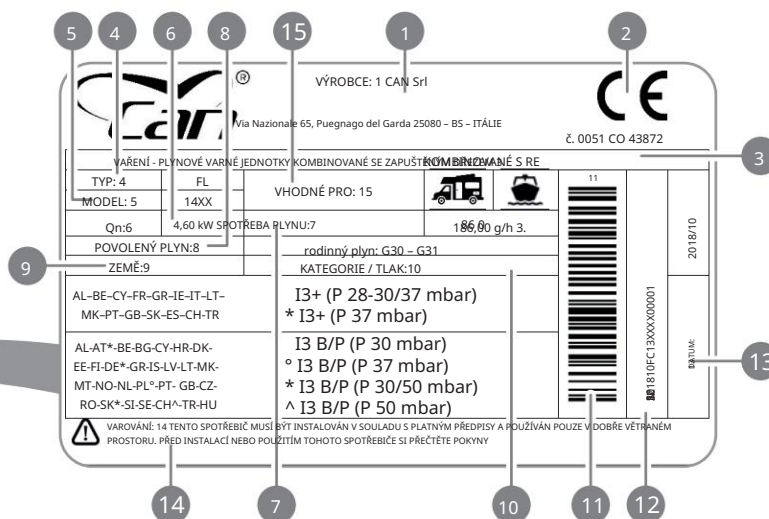 5 4 6 8 15 1 2
Can ®
VÝROBCE: 1 CAN Srl
CE
Via Nazionale 65, Puegnago del Garda 25080 – BS – ITÁLIE
č. 0051 CO 43872
VAŘENÍ - PLYNOVÉ VARNÉ JEDNOTKY KOMBINOVANÉ SE ZAPUŠTĚNÝM
KOMBINOVANÉ S RE
3
TYP: 4 FL
MODEL: 5 14XX
VHODNÉ PRO: 15
11
Qn:6 4,60 kW SPOTŘEBA PLYNU:7
g/h 3.
2018/10
POVOLENÝ PLYN:8 rodinný plyn: G30 – G31
9
ZEMĚ:9 KATEGORIE / TLAK:10
AL–BE–CY–FR–GR–IE–IT–LT–
MK–PT–GB–SK–ES–CH-TR
I3+ (P 28-30/37 mbar)
* I3+ (P 37 mbar)
AL-AT*-BE-BG-CY-HR-DK-
EE-FI-DE*-GR-IS-LV-LT-MK-
MT-NO-NL-PL°-PT- GB-CZ-
RO-SK*-SI-SE-CH^-TR-HU
I3 B/P (P 30 mbar)
° I3 B/P (P 37 mbar)
* I3 B/P (P 30/50 mbar)
^ I3 B/P (P 50 mbar)
201810FC13XXXX00001
DATUM:
13
VAROVÁNÍ: 14 TENTO SPOTŘEBIČ MUSÍ BÝT INSTALOVÁN V SOULADU S PLATNÝM PŘEDPISY A POUŽÍVÁN POUZE V DOBŘE VĚTRANÉM
PROSTORU. PŘED INSTALACÍ NEBO POUŽITÍM TOHOTO SPOTŘEBIČE SI PŘEČTĚTE POKYNY
14 7 10 11 12